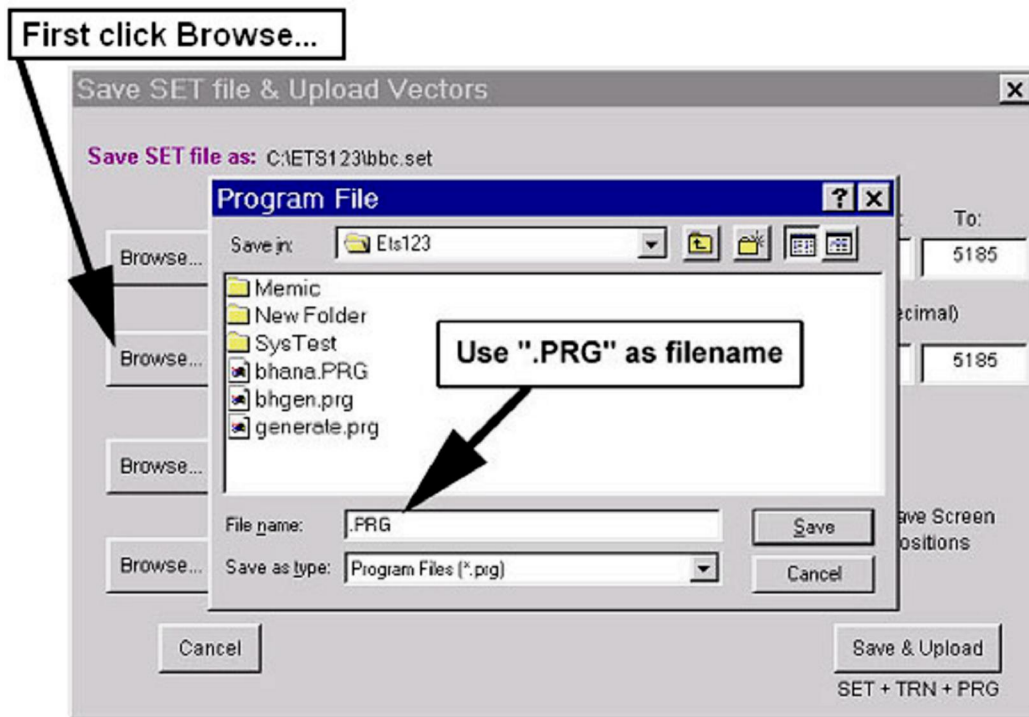 First click Browse...
Save SET file & Upload Vectors
Save SET file as: C:\ETS123\bbc.set
Program File
Save in: Ets123
To:
Browse...
5185
Memic
New Folder
SysTest
bhana.PRG
bhgen.prg
generate.prg
Use ".PRG" as filename
ecimal)
Browse...
5185
Browse...
File name: .PRG
Save
ave Screen
ositions
Browse...
Save as type: Program Files (*.prg)
Cancel
Cancel
Save & Upload
SET + TRN + PRG